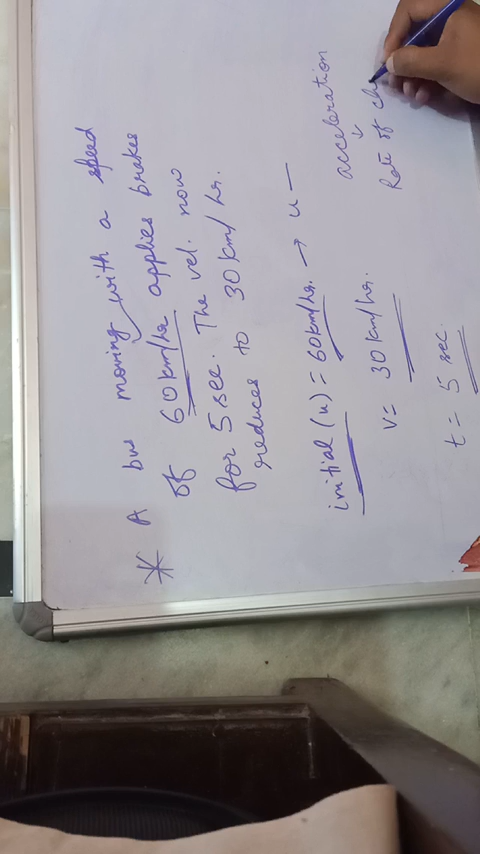 * A bus moving with a speed
of 60 km/hr applies brakes
for 5 sec. The vel. now
reduces to 30 km/hr.
initial (u) = 60 km/hr. → u —
v = 30 km/hr.
t = 5 sec.
acceleration
↓
Rate of ch